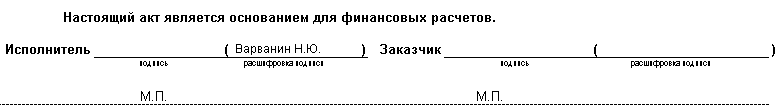 Настоящий акт является основанием для финансовых расчетов.
Исполнитель ( Варванин Н.Ю. ) Заказчик ( )
подпись расшифровка подписи подпись расшифровка подписи
М.П. М.П.